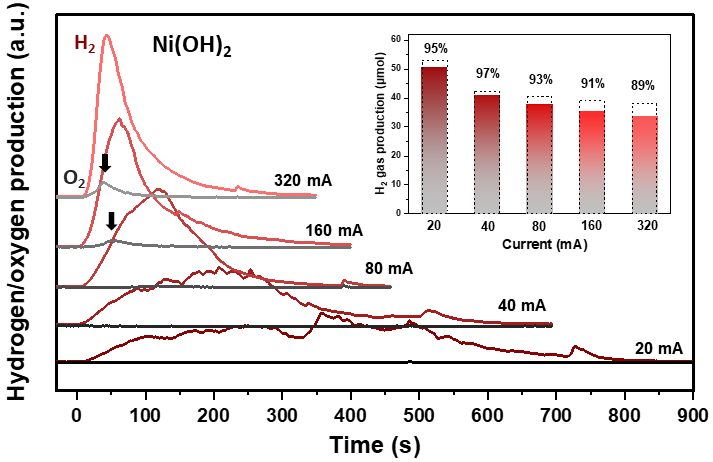 Hydrogen/oxygen production (a.u.)
H₂
Ni(OH)₂
O₂
320 mA
160 mA
80 mA
40 mA
20 mA
0 100 200 300 400 500 600 700 800 900
Time (s)
H₂ gas production (µmol)
60
50
40
30
20
10
0
95%
97%
93%
91%
89%
20 40 80 160 320
Current (mA)